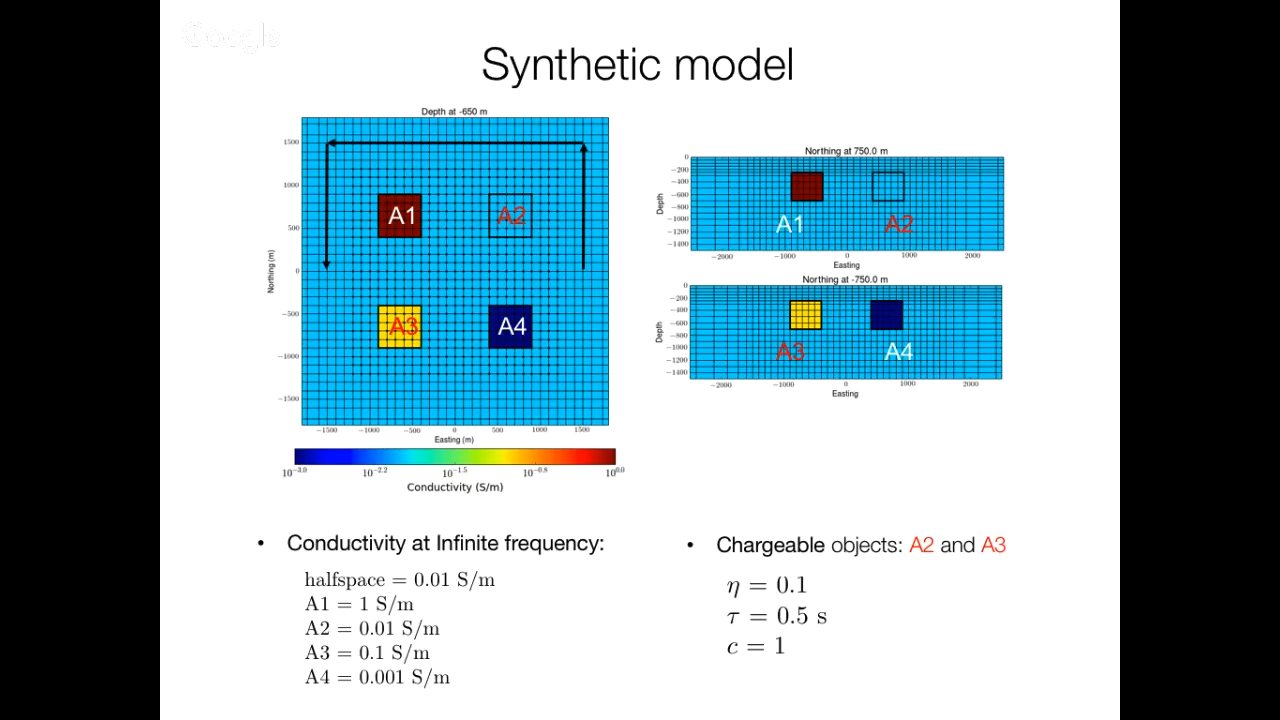 Google
Synthetic model
Depth at -650 m
1500
1000
500
0
−500
−1000
−1500
Northing (m)
A1
A2
A3
A4
−1500 −1000 −500 0 500 1000 1500
Easting (m)
10^−3.0 10^−2.2 10^−1.5 10^−0.8 10^0.0
Conductivity (S/m)
Northing at 750.0 m
0
−200
−400
−600
−800
−1000
−1200
−1400
Depth
A1
A2
−2000 −1000 0 1000 2000
Easting
Northing at -750.0 m
0
−200
−400
−600
−800
−1000
−1200
−1400
Depth
A3
A4
−2000 −1000 0 1000 2000
Easting
• Conductivity at Infinite frequency:
halfspace = 0.01 S/m
A1 = 1 S/m
A2 = 0.01 S/m
A3 = 0.1 S/m
A4 = 0.001 S/m
• Chargeable objects: A2 and A3
η = 0.1
τ = 0.5 s
c = 1